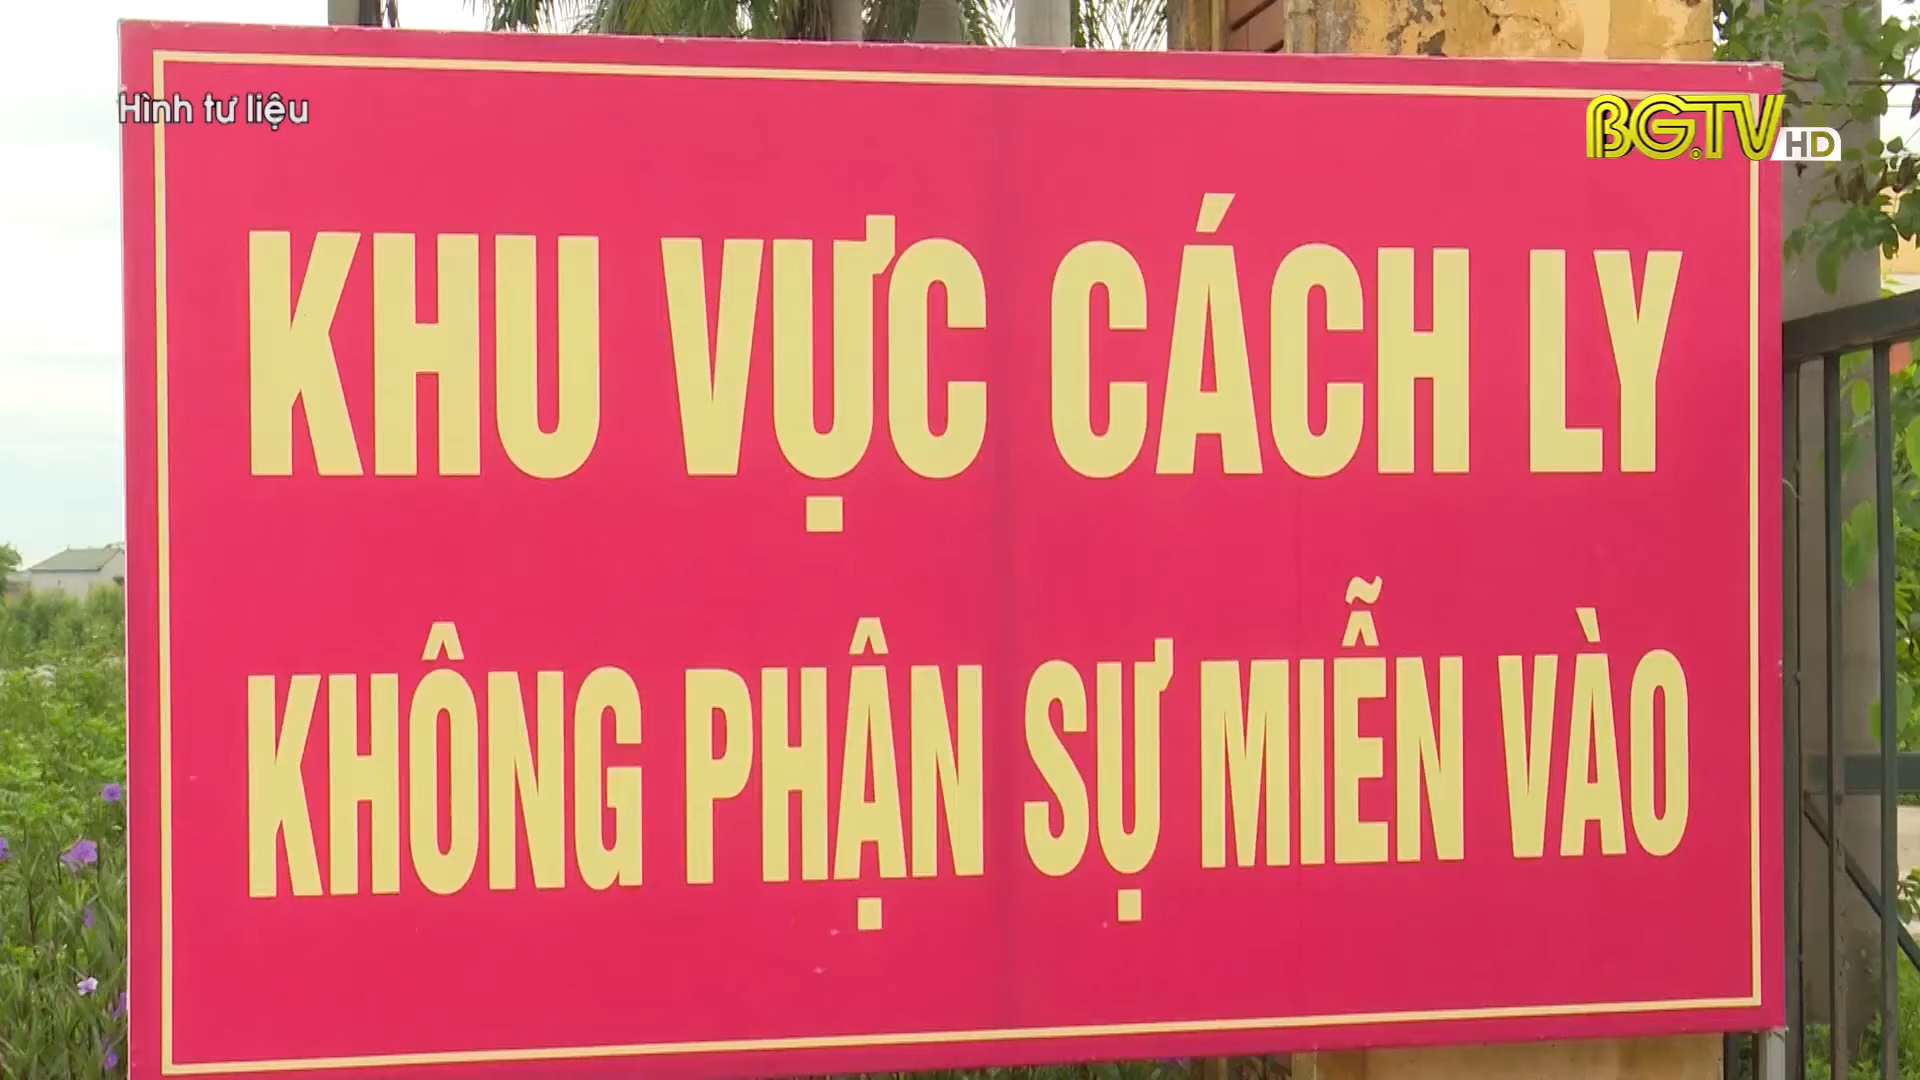 Hình tư liệu
BG.TV HD
KHU VỰC CÁCH LY
KHÔNG PHẬN SỰ MIỄN VÀO